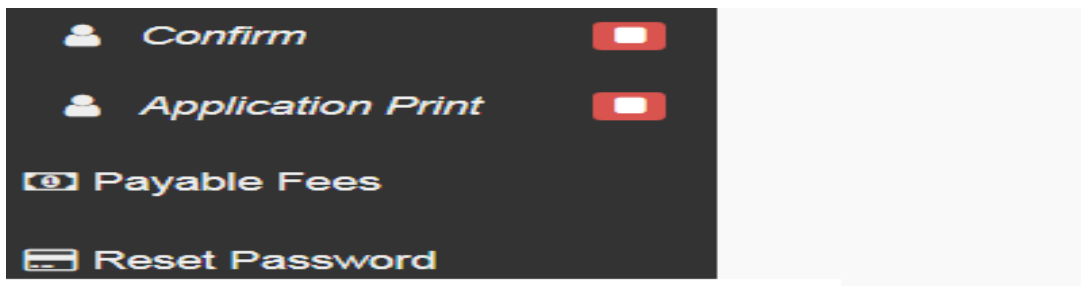 Confirm
Application Print
Payable Fees
Reset Password